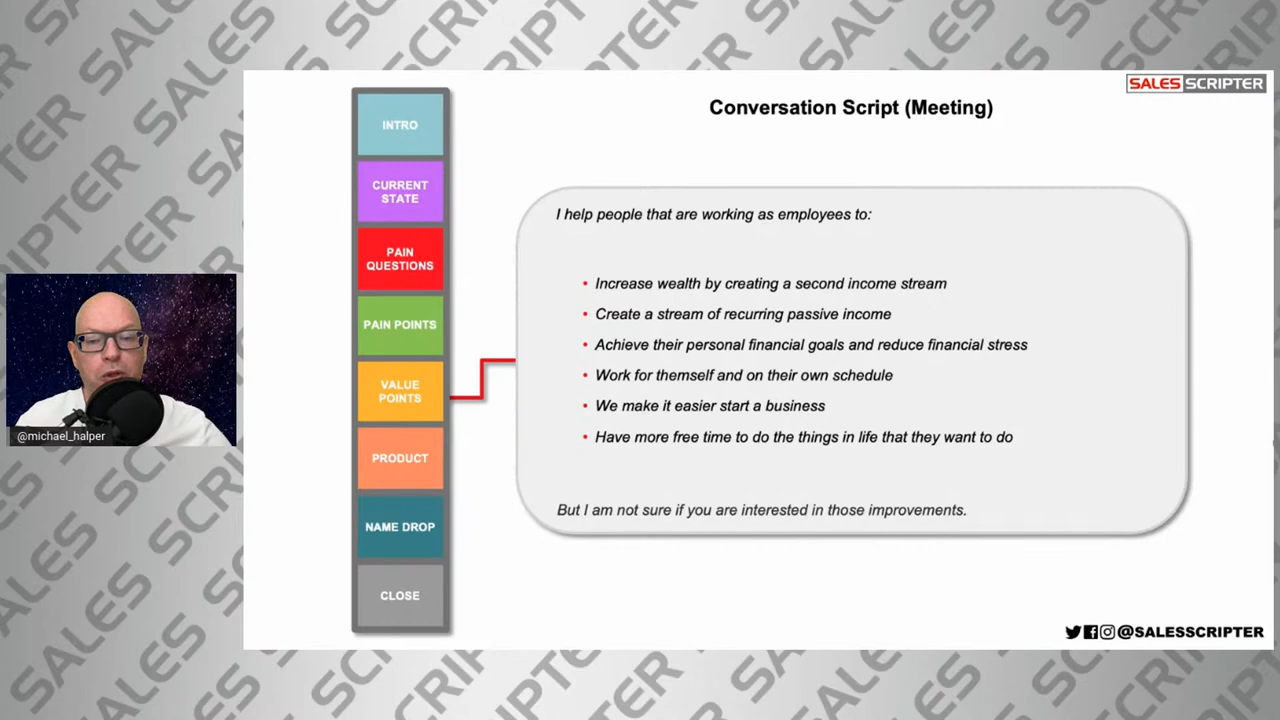 SALES SCRIPTER
Conversation Script (Meeting)
INTRO
CURRENT
STATE
PAIN
QUESTIONS
PAIN POINTS
VALUE
POINTS
PRODUCT
NAME DROP
CLOSE
I help people that are working as employees to:
• Increase wealth by creating a second income stream
• Create a stream of recurring passive income
• Achieve their personal financial goals and reduce financial stress
• Work for themself and on their own schedule
• We make it easier start a business
• Have more free time to do the things in life that they want to do
But I am not sure if you are interested in those improvements.
@michael_halper
@SALESSCRIPTER